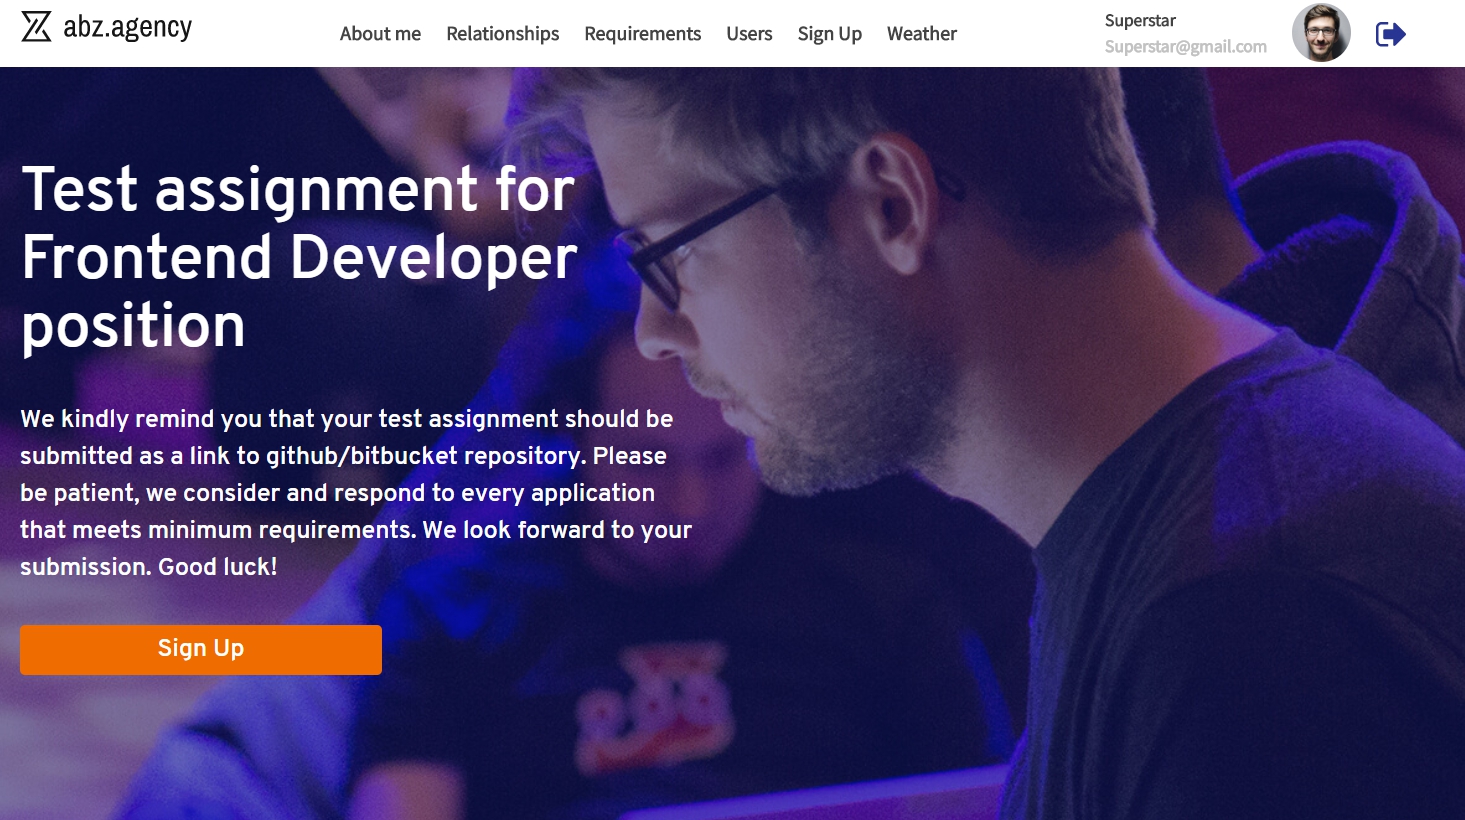 abz.agency
About me Relationships Requirements Users Sign Up Weather
Superstar
Superstar@gmail.com
Test assignment for
Frontend Developer
position
We kindly remind you that your test assignment should be
submitted as a link to github/bitbucket repository. Please
be patient, we consider and respond to every application
that meets minimum requirements. We look forward to your
submission. Good luck!
Sign Up